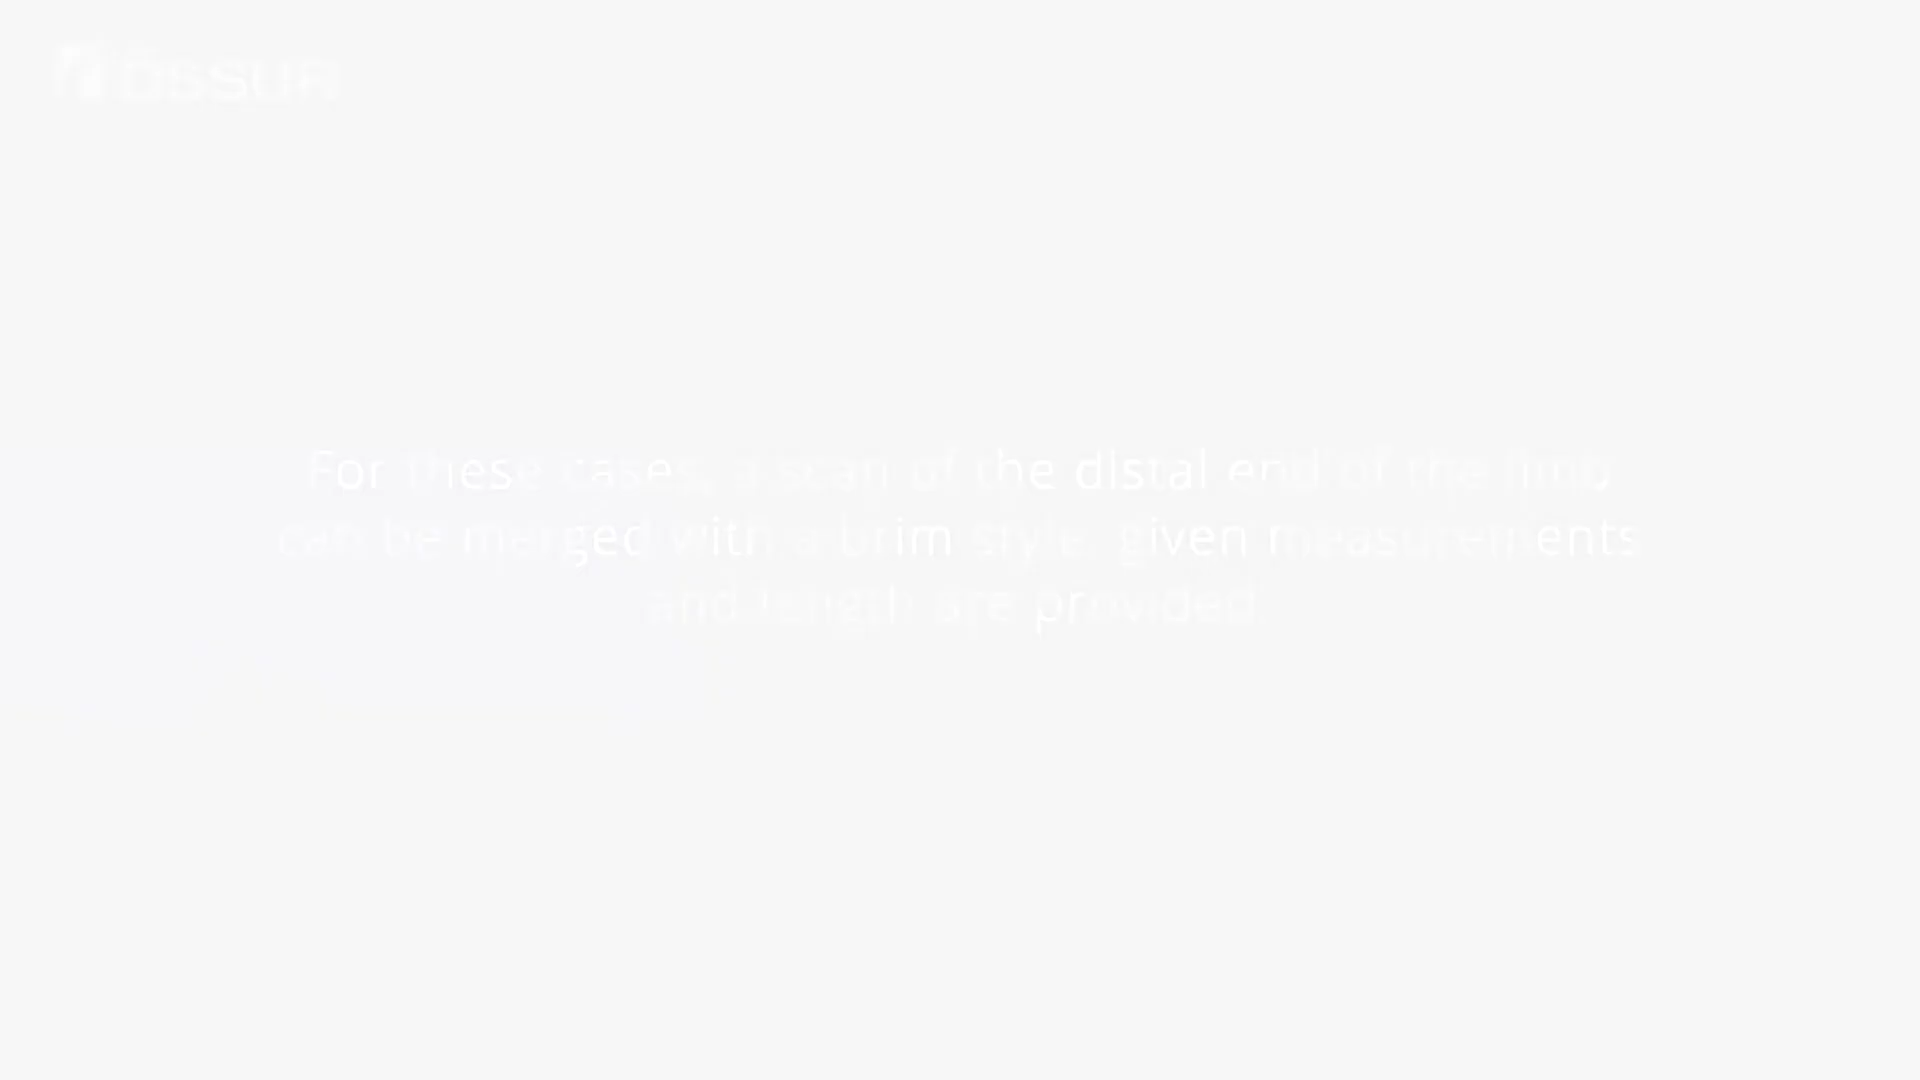 ÖSSUR
For these cases, a scan of the distal end of the limb
can be merged with a brim style, given measurements
and length are provided.